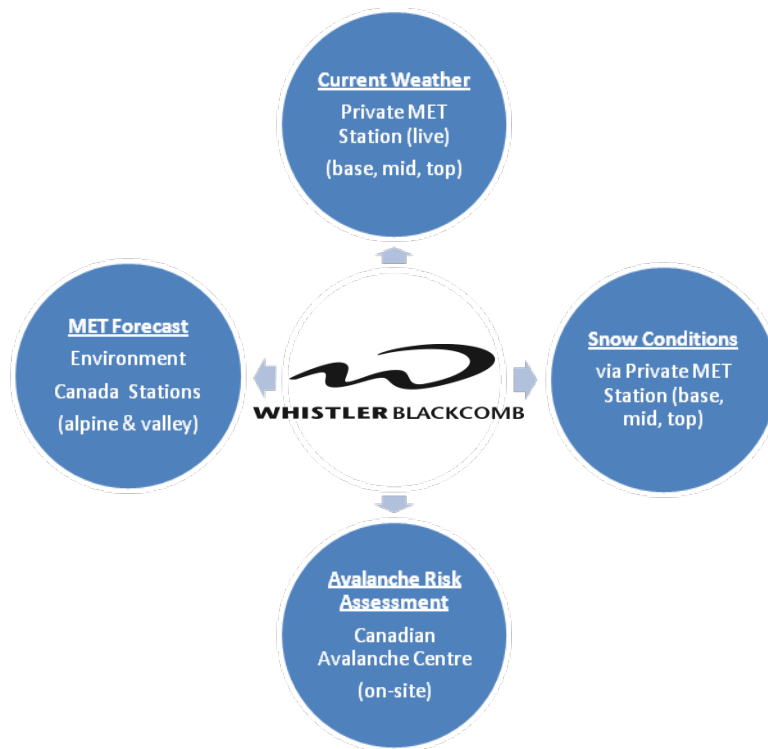 Current Weather
Private MET
Station (live)
(base, mid, top)
MET Forecast
Environment
Canada Stations
(alpine & valley)
WHISTLER BLACKCOMB
Snow Conditions
via Private MET
Station (base,
mid, top)
Avalanche Risk
Assessment
Canadian
Avalanche Centre
(on-site)